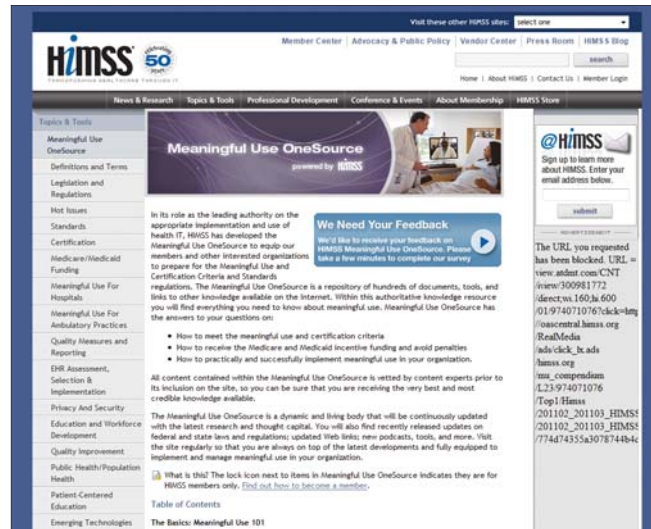 Visit these other HIMSS sites: select one
Member Center | Advocacy & Public Policy | Vendor Center | Press Room | HIMSS Blog
HIMSS
50
TRANSFORMING HEALTHCARE THROUGH IT
search
Home | About HIMSS | Contact Us | Member Login
News & Research Topics & Tools Professional Development Conference & Events About Membership HIMSS Store
Topics & Tools
Meaningful Use
OneSource
Definitions and Terms
Legislation and
Regulations
Hot Issues
Standards
Certification
Medicare/Medicaid
Funding
Meaningful Use For
Hospitals
Meaningful Use For
Ambulatory Practices
Quality Measures and
Reporting
EHR Assessment,
Selection &
Implementation
Privacy And Security
Education and Workforce
Development
Quality Improvement
Public Health/Population
Health
Patient-Centered
Education
Emerging Technologies
Meaningful Use OneSource
powered by HIMSS
In its role as the leading authority on the
appropriate implementation and use of
health IT, HIMSS has developed the
Meaningful Use OneSource to equip our
members and other interested organizations
to prepare for the Meaningful Use and
Certification Criteria and Standards
regulations. The Meaningful Use OneSource is a repository of hundreds of documents, tools, and
links to other knowledge available on the Internet. Within this authoritative knowledge resource
you will find everything you need to know about meaningful use. Meaningful Use OneSource has
the answers to your questions on:
We Need Your Feedback
We'd like to receive your feedback on
HIMSS Meaningful Use OneSource. Please
take a few minutes to complete our survey
• How to meet the meaningful use and certification criteria
• How to receive the Medicare and Medicaid incentive funding and avoid penalties
• How to practically and successfully implement meaningful use in your organization.
All content contained within the Meaningful Use OneSource is vetted by content experts prior to
its inclusion on the site, so you can be sure that you are receiving the very best and most
credible knowledge available.
The Meaningful Use OneSource is a dynamic and living body that will be continuously updated
with the latest research and thought capital. You will also find recently released updates on
federal and state laws and regulations; updated Web links; new podcasts, tools, and more. Visit
the site regularly so that you are always on top of the latest developments and fully equipped to
implement and manage meaningful use in your organization.
What is this? The lock icon next to items in Meaningful Use OneSource indicates they are for
HIMSS members only. Find out how to become a member.
Table of Contents
The Basics: Meaningful Use 101
@HIMSS
Sign up to learn more
about HIMSS. Enter your
email address below.
submit
ADVERTISEMENT
The URL you requested
has been blocked. URL =
view.atdmt.com/CNT
/iview/300981772
/direct;wi.160;hi.600
/01/974071076?click=http
//oascentral.himss.org
/RealMedia
/ads/click_lx.ads
/himss.org
/mu_compendium
/L23/974071076
/Top1/Himss
/201102_201103_HIMSS
/774d74355a3078744b4c